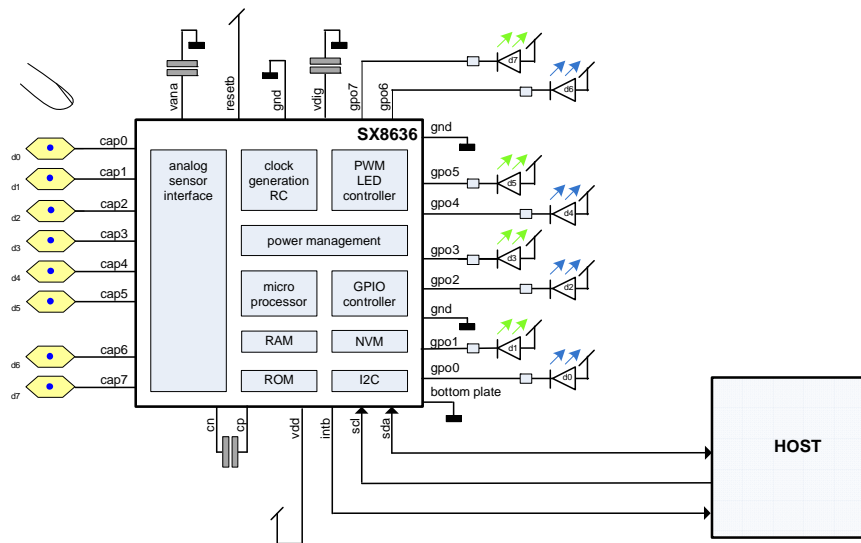 vana
resetb
gnd
vdig
gpo7
gpo6
d7
d6
SX8636
gnd
cap0
d0
cap1
d1
cap2
d2
cap3
d3
cap4
d4
cap5
d5
cap6
d6
cap7
d7
analog
sensor
interface
clock
generation
RC
PWM
LED
controller
power management
micro
processor
GPIO
controller
RAM
NVM
ROM
I2C
gpo5
d5
gpo4
d4
gpo3
d3
gpo2
d2
gnd
gpo1
d1
gpo0
d0
bottom plate
cn
cp
vdd
intb
scl
sda
HOST